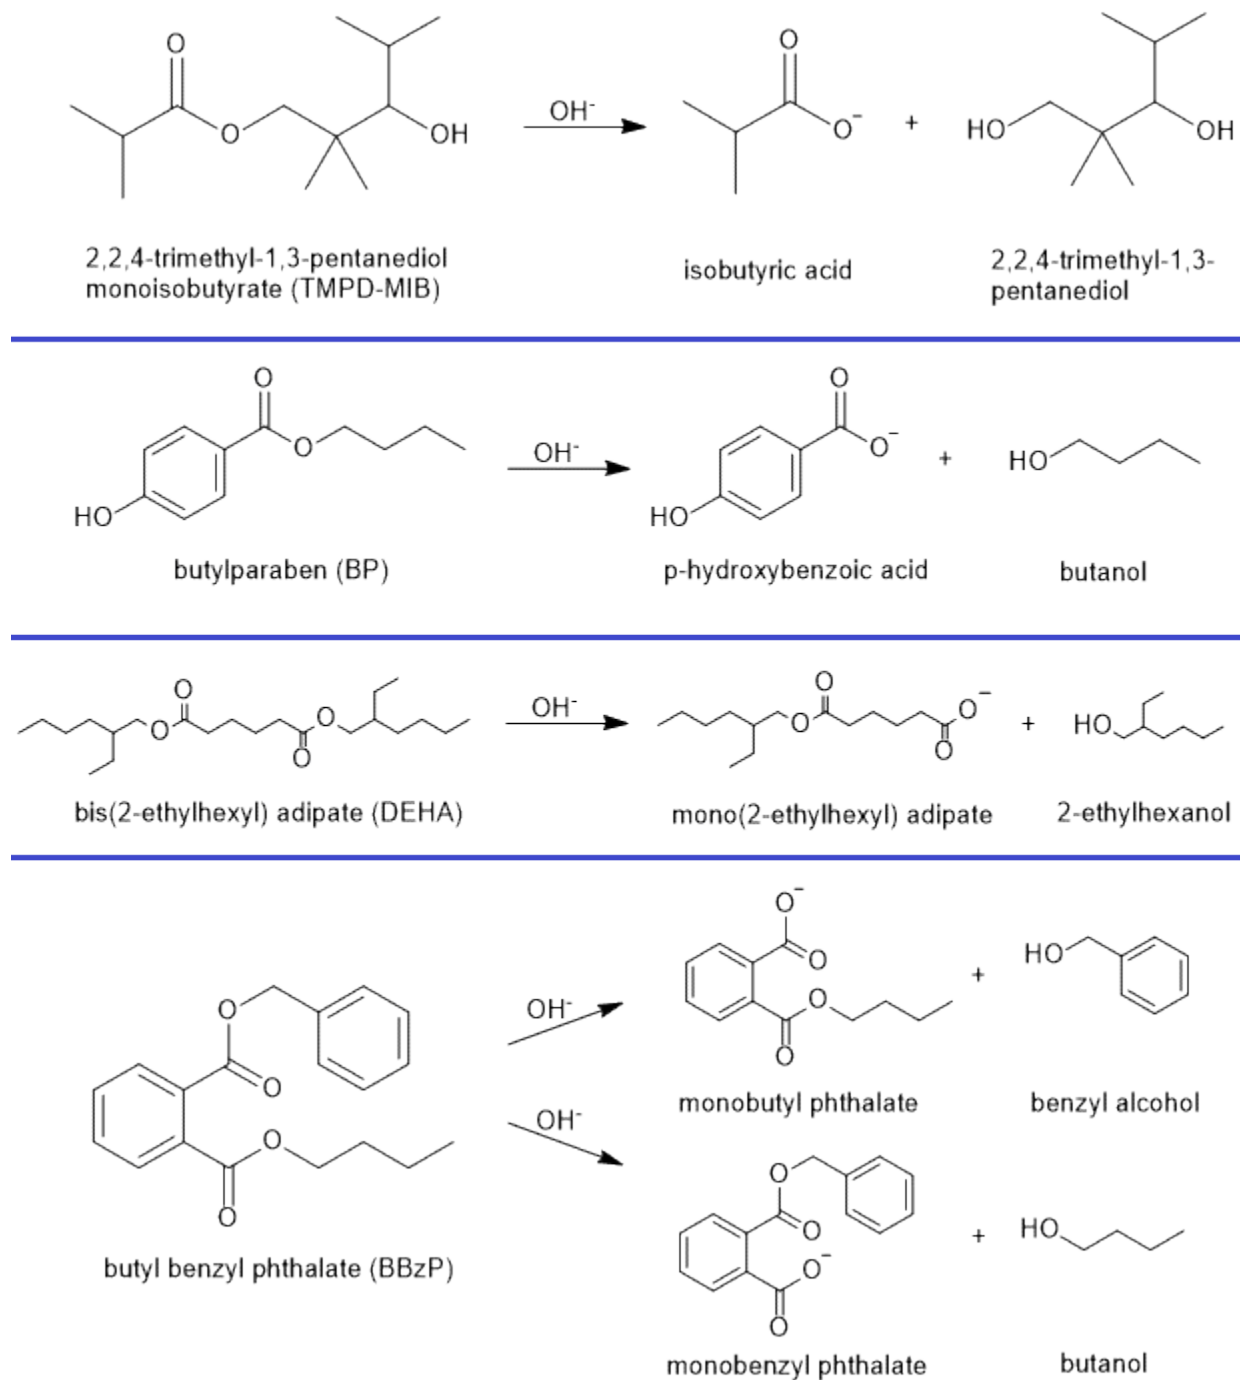 O
O
OH
OH⁻
O
O⁻
+
HO
OH
2,2,4-trimethyl-1,3-pentanediol
monoisobutyrate (TMPD-MIB)
isobutyric acid
2,2,4-trimethyl-1,3-
pentanediol
O
O
HO
OH⁻
O
O⁻
HO
+
HO
butylparaben (BP)
p-hydroxybenzoic acid
butanol
O
O
O
O
OH⁻
O
O
O⁻
O
+
HO
bis(2-ethylhexyl) adipate (DEHA)
mono(2-ethylhexyl) adipate
2-ethylhexanol
O
O
O
O
OH⁻
OH⁻
O⁻
O
O
O
+
HO
monobutyl phthalate
benzyl alcohol
O
O
O⁻
O
+
HO
butyl benzyl phthalate (BBzP)
monobenzyl phthalate
butanol